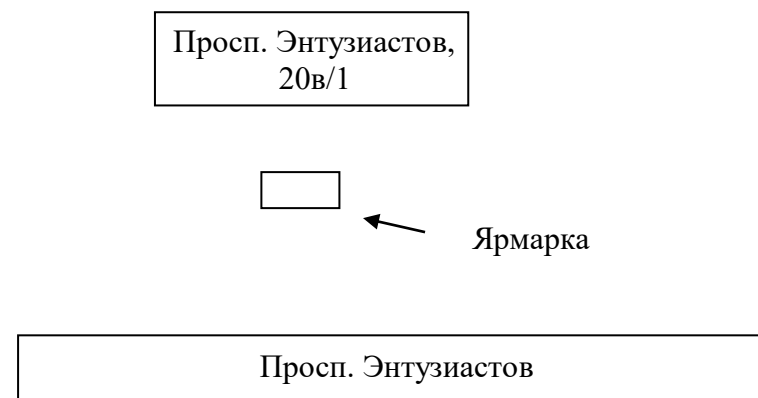 Просп. Энтузиастов,
20в/1
Ярмарка
Просп. Энтузиастов